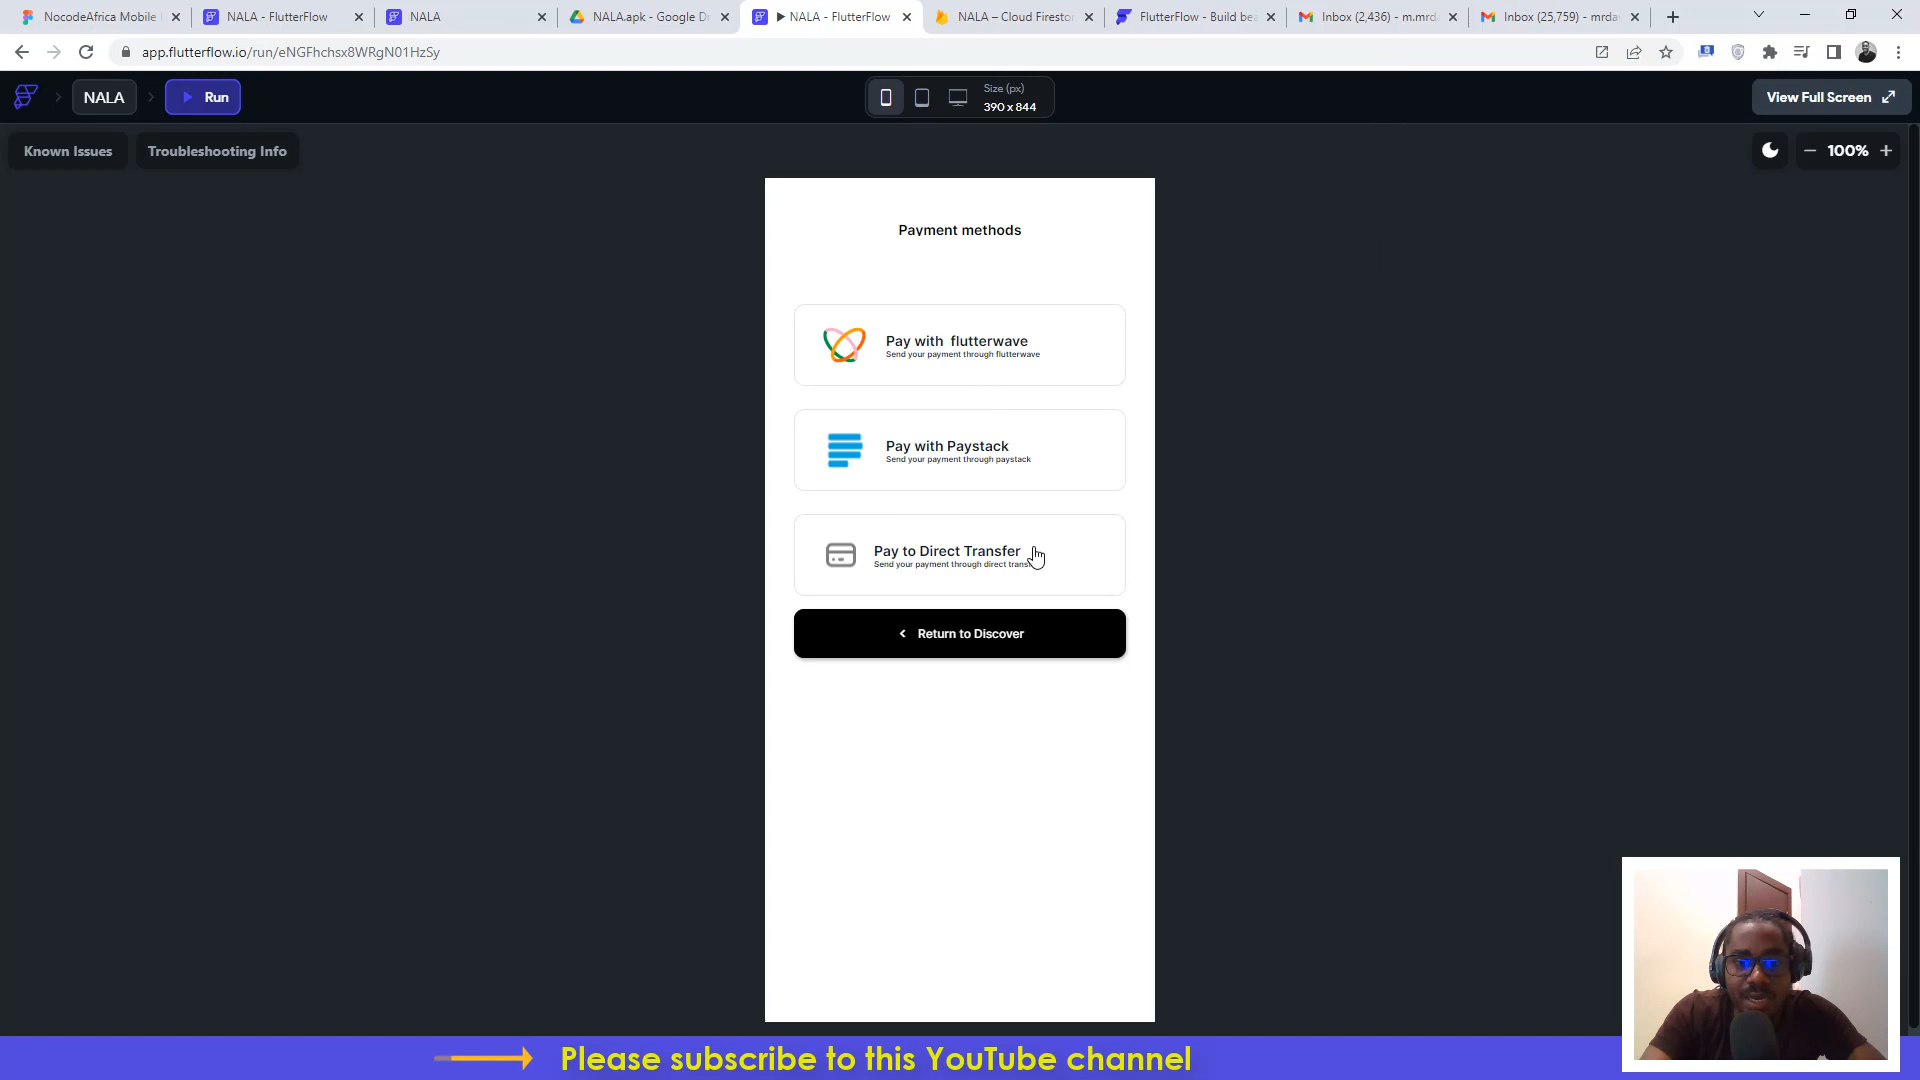 NocodeAfrica Mobile
NALA - FlutterFlow
NALA
NALA.apk - Google Dr
NALA - FlutterFlow
NALA – Cloud Firestor
FlutterFlow - Build bea
Inbox (2,436) - m.mrd
Inbox (25,759) - mrda
app.flutterflow.io/run/eNGFhchsx8WRgN01HzSy
NALA
Run
Size (px)
390 x 844
View Full Screen
Known Issues
Troubleshooting Info
100%
Payment methods
Pay with flutterwave
Send your payment through flutterwave
Pay with Paystack
Send your payment through paystack
Pay to Direct Transfer
Send your payment through direct
Return to Discover
Please subscribe to this YouTube channel